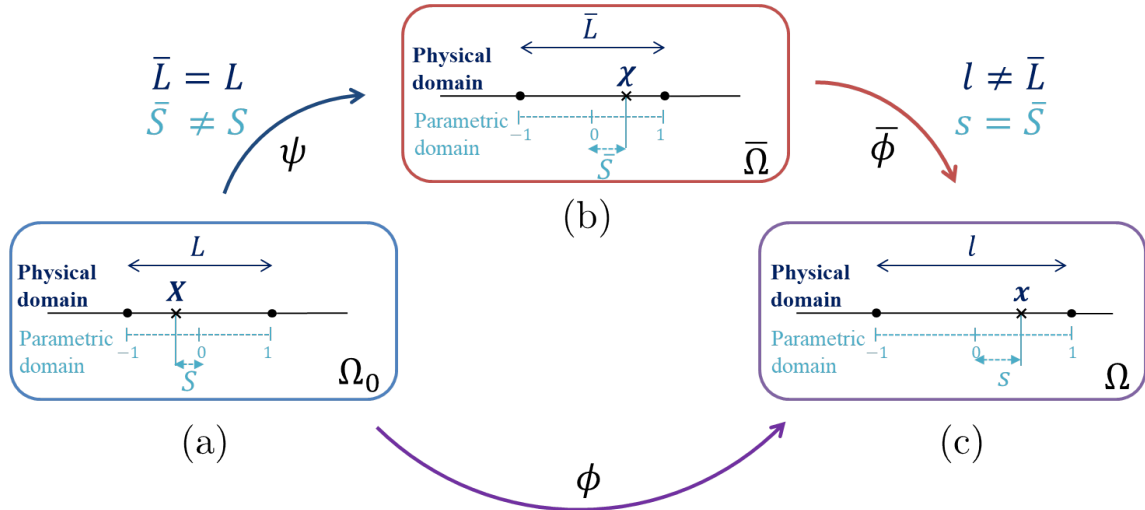 L̅ = L
S̅ ≠ S
ψ
L̅
Physical
domain
χ
Parametric
domain
−1
0
1
S̅
Ω̅
(b)
l ≠ L̅
s = S̅
ϕ̅
L
Physical
domain
X
Parametric
domain
−1
0
1
S
Ω₀
(a)
l
Physical
domain
x
Parametric
domain
−1
0
1
s
Ω
(c)
ϕ